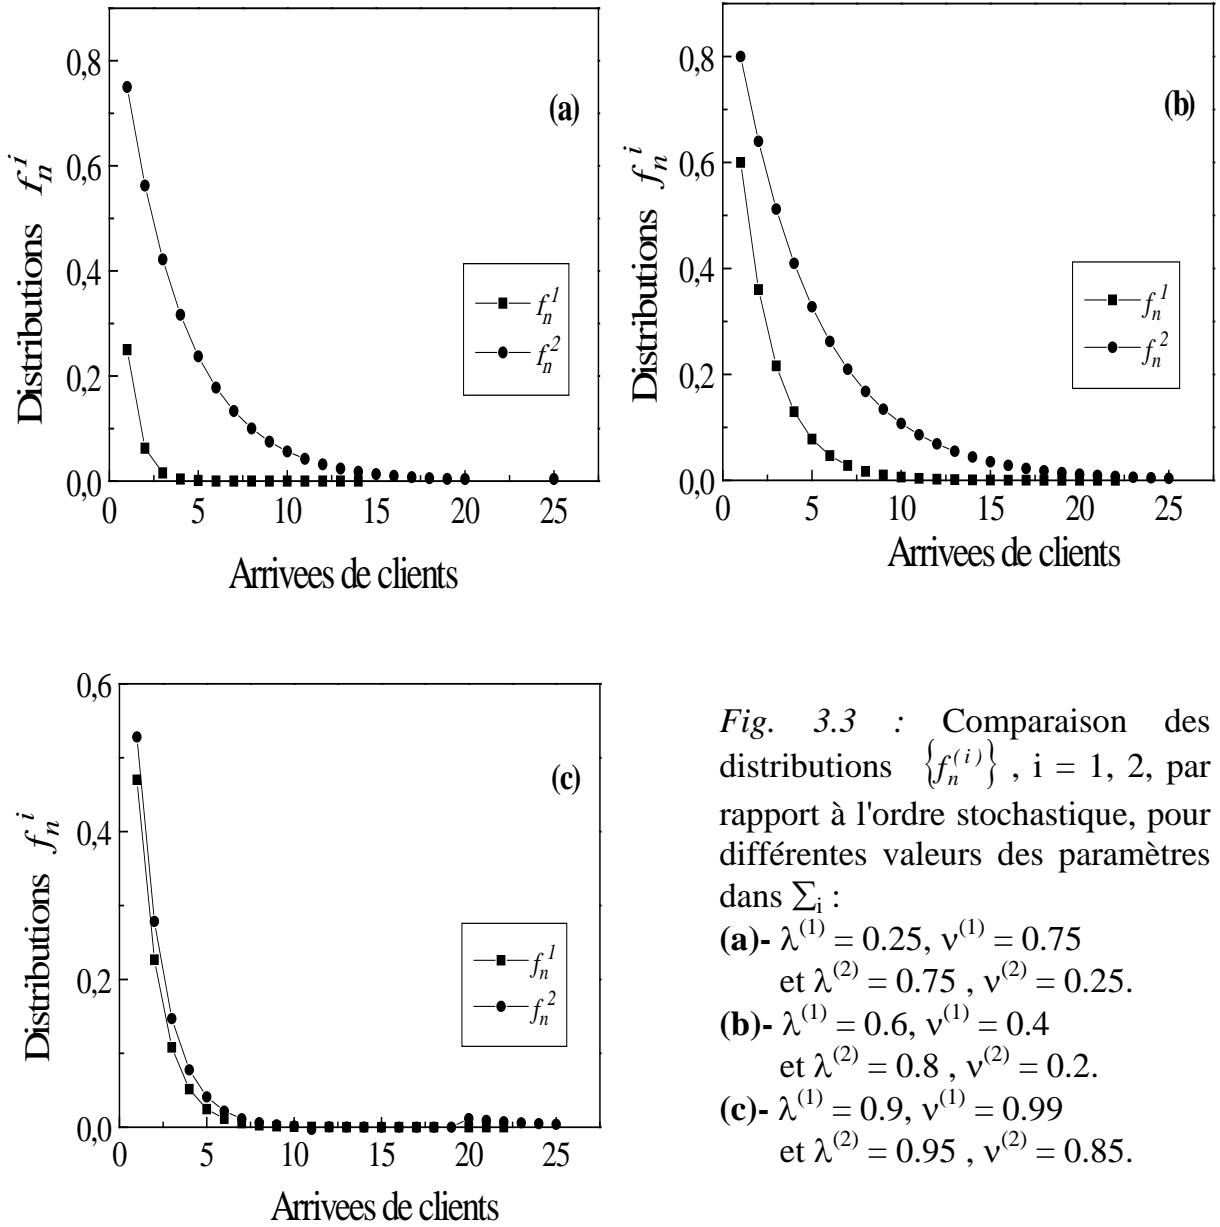 0,8
0,6
0,4
0,2
0,0
0 5 10 15 20 25
Distributions f_n^i
Arrivees de clients
(a)
f_n^1
f_n^2
0,8
0,6
0,4
0,2
0,0
0 5 10 15 20 25
Distributions f_n^i
Arrivees de clients
(b)
f_n^1
f_n^2
0,6
0,4
0,2
0,0
0 5 10 15 20 25
Distributions f_n^i
Arrivees de clients
(c)
f_n^1
f_n^2
Fig. 3.3 : Comparaison des
distributions {f_n^(i)} , i = 1, 2, par
rapport à l'ordre stochastique, pour
différentes valeurs des paramètres
dans ∑_i :
(a)- λ^(1) = 0.25, ν^(1) = 0.75
et λ^(2) = 0.75 , ν^(2) = 0.25.
(b)- λ^(1) = 0.6, ν^(1) = 0.4
et λ^(2) = 0.8 , ν^(2) = 0.2.
(c)- λ^(1) = 0.9, ν^(1) = 0.99
et λ^(2) = 0.95 , ν^(2) = 0.85.